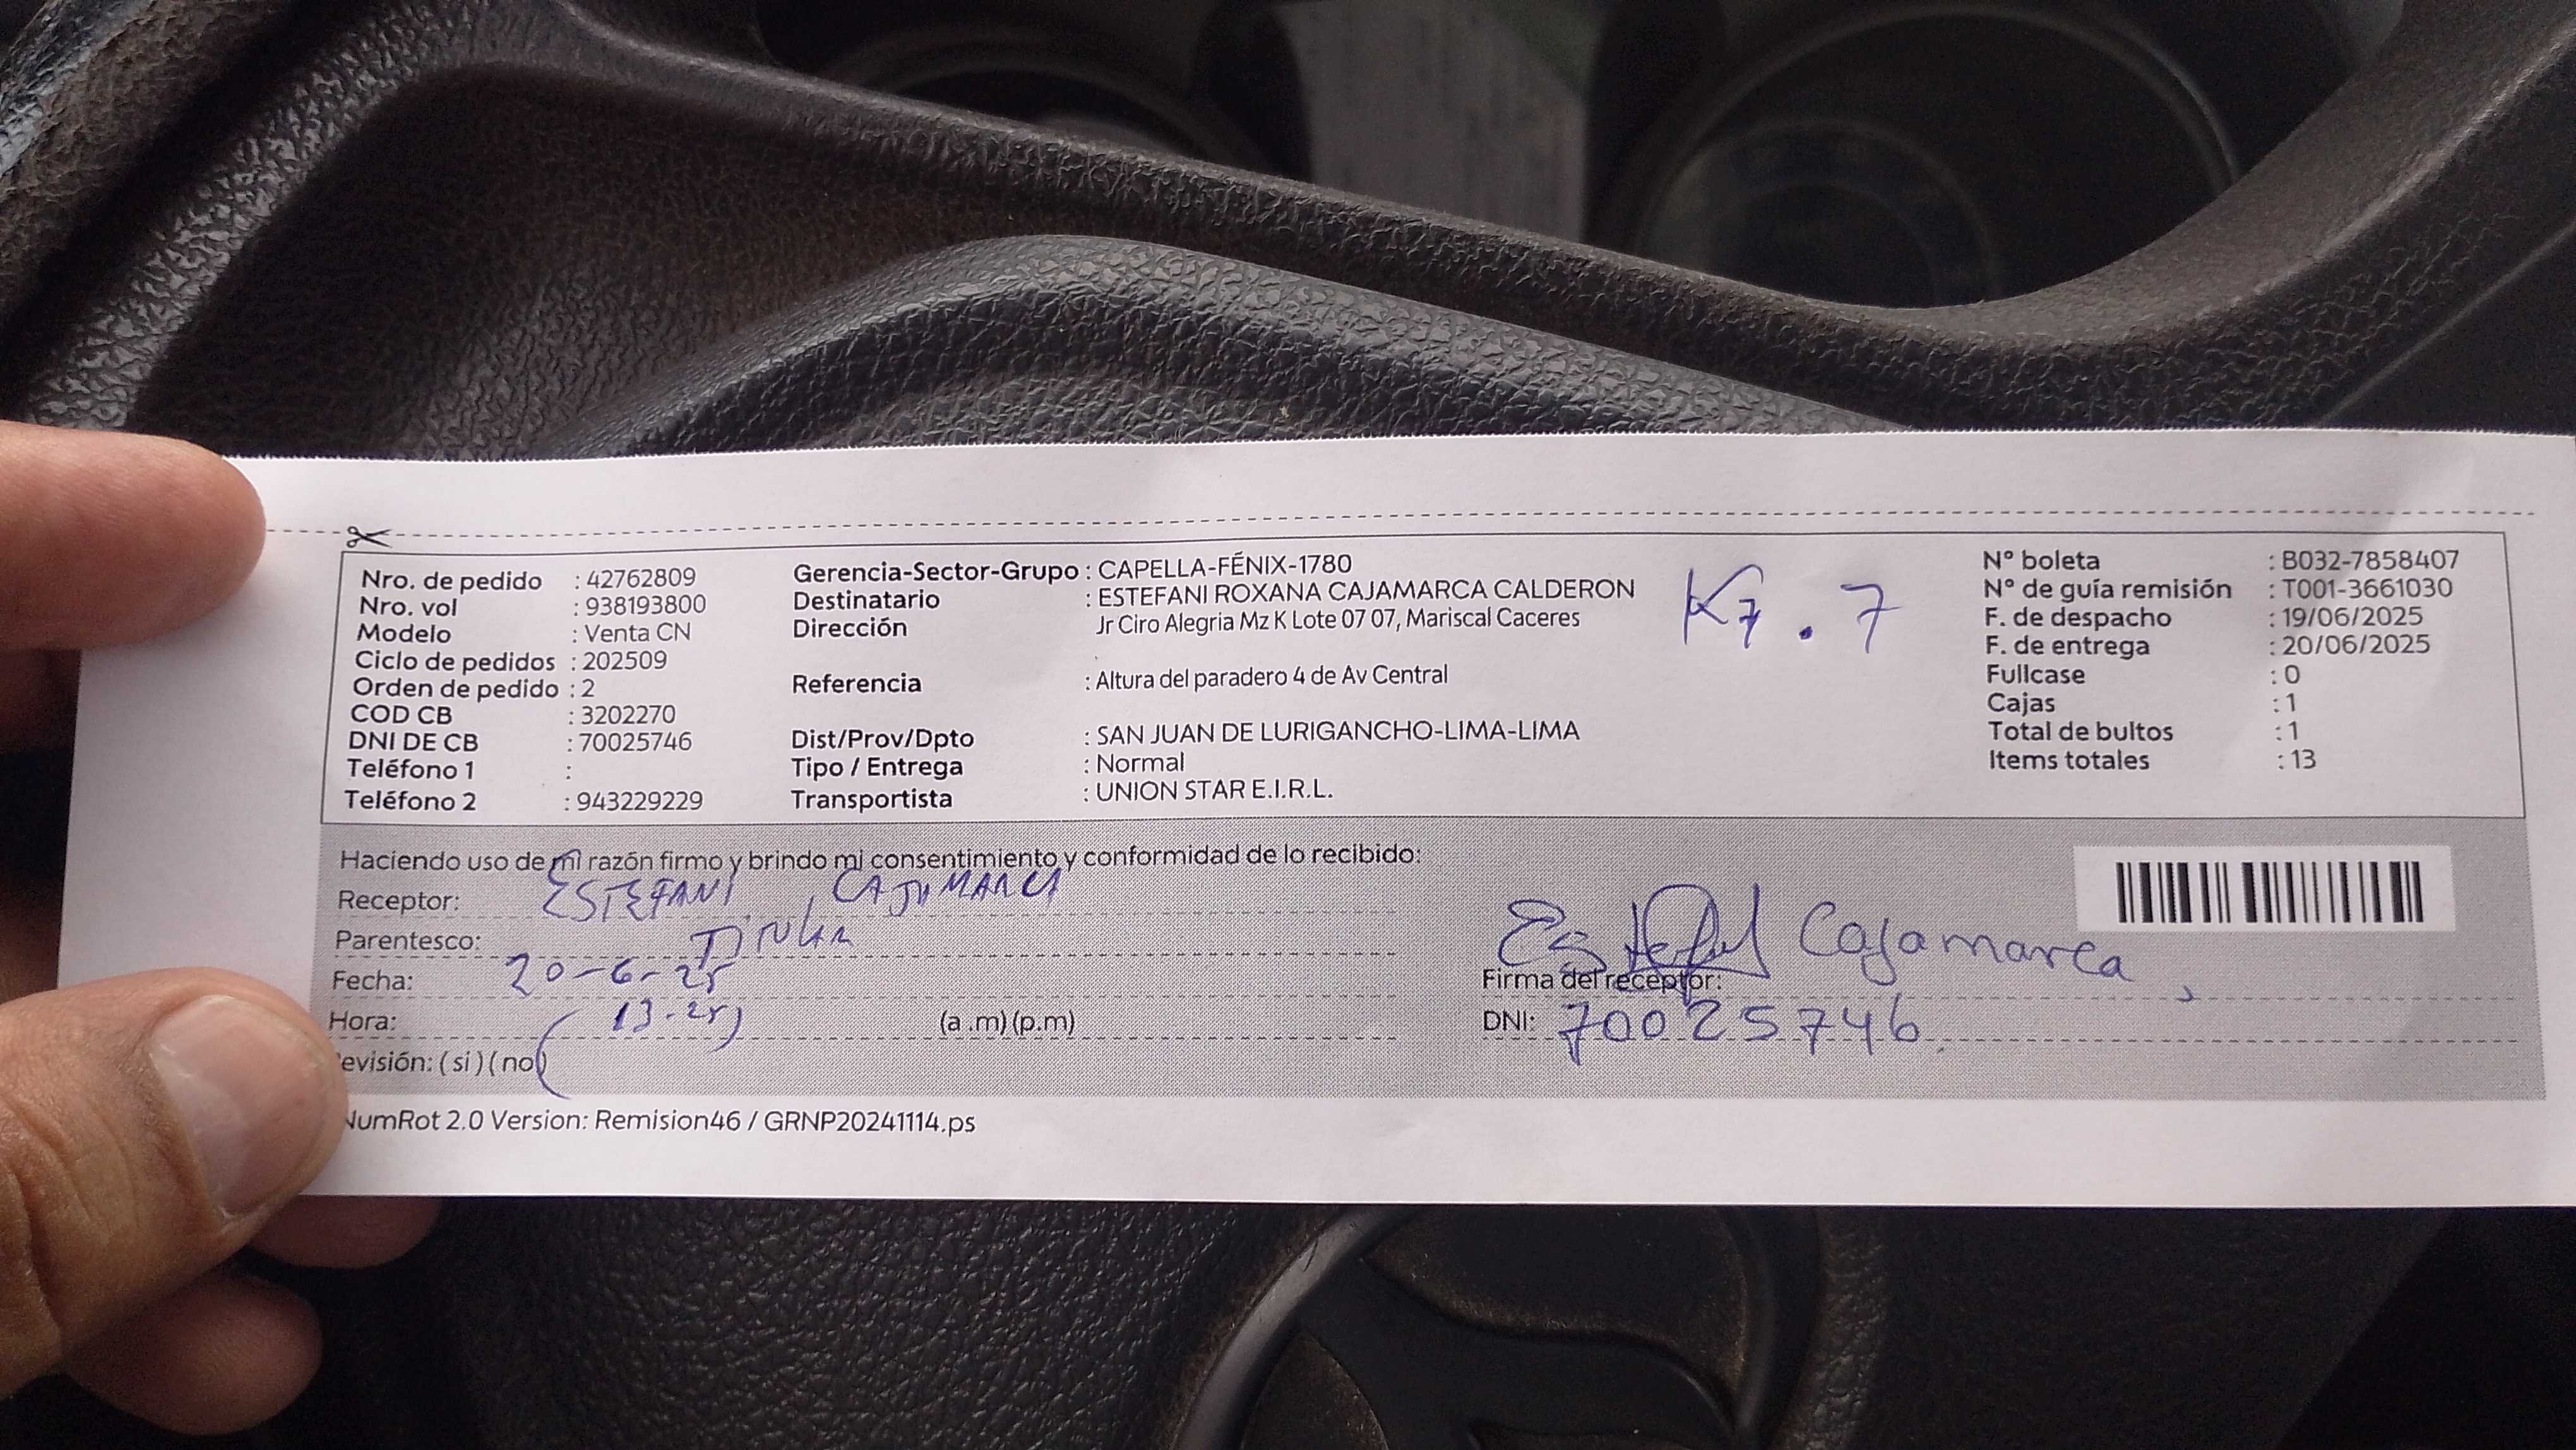 Nro. de pedido : 42762809
Nro. vol : 938193800
Modelo : Venta CN
Ciclo de pedidos : 202509
Orden de pedido : 2
COD CB : 3202270
DNI DE CB : 70025746
Teléfono 1 :
Teléfono 2 : 943229229
Gerencia-Sector-Grupo : CAPELLA-FÉNIX-1780
Destinatario : ESTEFANI ROXANA CAJAMARCA CALDERON
Dirección Jr Ciro Alegria Mz K Lote 07 07, Mariscal Caceres
Referencia : Altura del paradero 4 de Av Central
Dist/Prov/Dpto : SAN JUAN DE LURIGANCHO-LIMA-LIMA
Tipo / Entrega : Normal
Transportista : UNION STAR E.I.R.L.
K7 . 7
N° boleta : B032-7858407
N° de guía remisión : T001-3661030
F. de despacho : 19/06/2025
F. de entrega : 20/06/2025
Fullcase : 0
Cajas : 1
Total de bultos : 1
Items totales : 13
Haciendo uso de mi razón firmo y brindo mi consentimiento y conformidad de lo recibido:
Receptor: ESTEFANI CAJAMARCA
Parentesco: TITULAR
Fecha: 20-6-25
Hora: 13-25 (a.m)(p.m)
evisión: (si)(no)
Cajamarca
Firma del receptor:
DNI: 70025746
NumRot 2.0 Version: Remision46 / GRNP20241114.ps